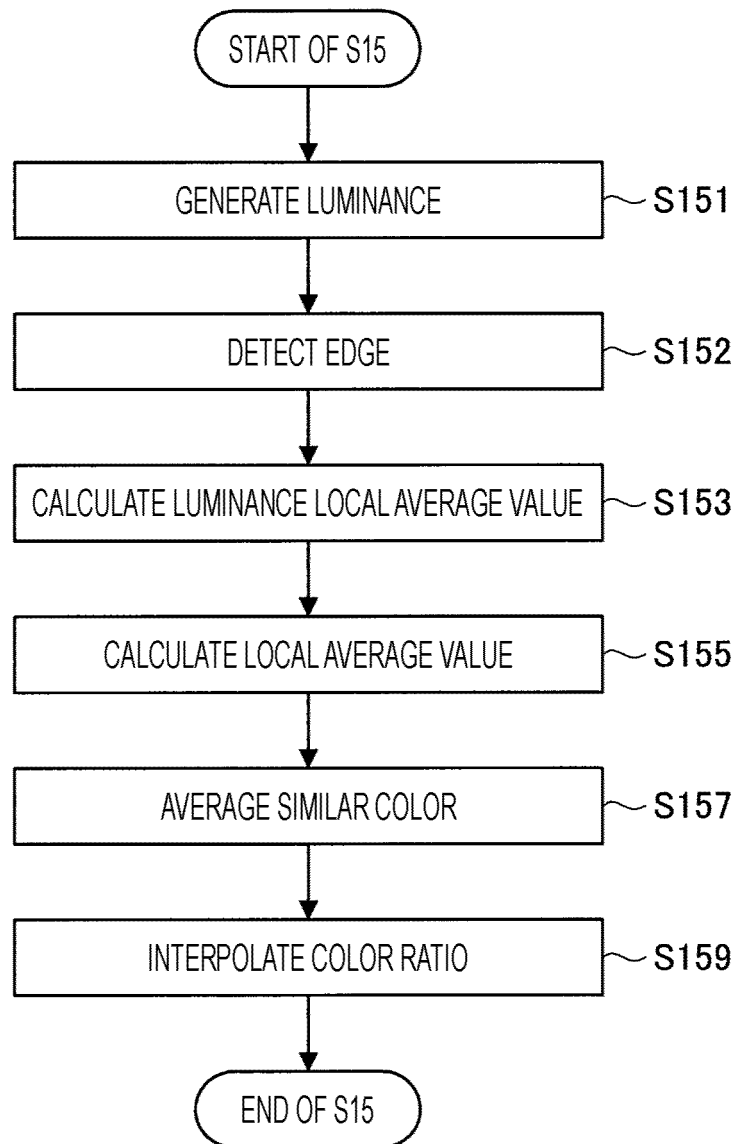 START OF S15
GENERATE LUMINANCE
S151
DETECT EDGE
S152
CALCULATE LUMINANCE LOCAL AVERAGE VALUE
S153
CALCULATE LOCAL AVERAGE VALUE
S155
AVERAGE SIMILAR COLOR
S157
INTERPOLATE COLOR RATIO
S159
END OF S15